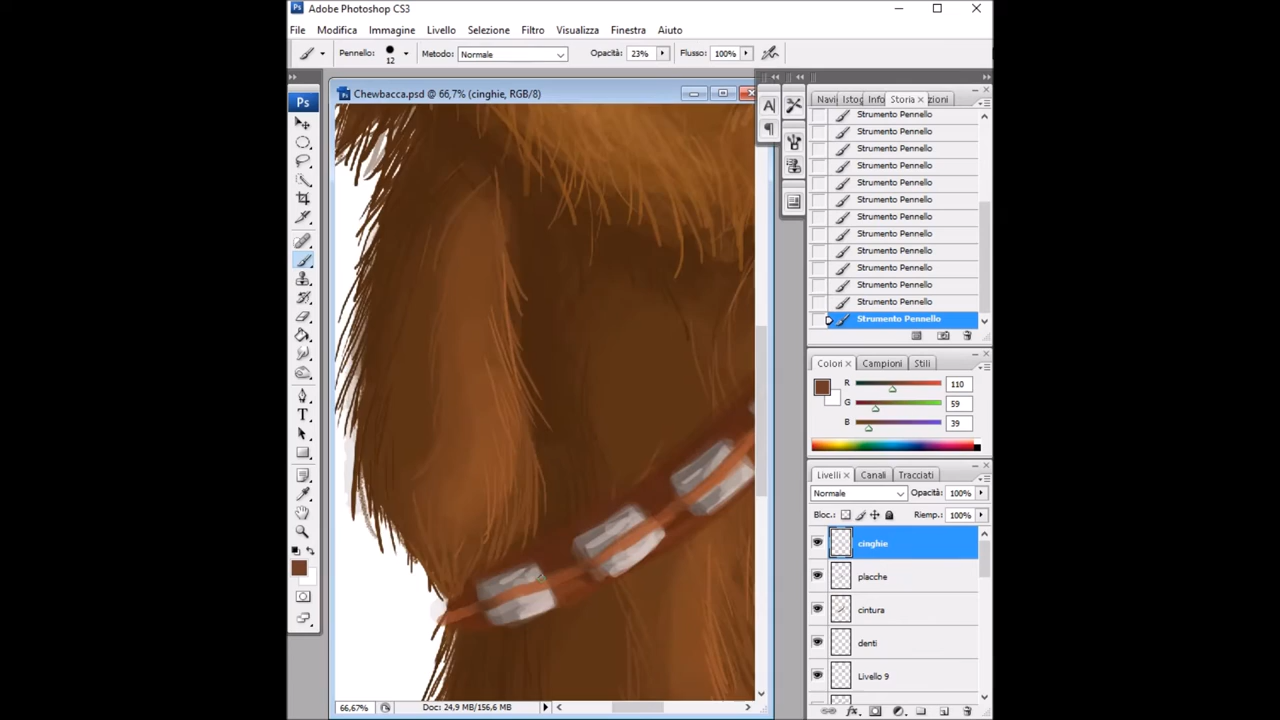 Ps Adobe Photoshop CS3
File Modifica Immagine Livello Selezione Filtro Visualizza Finestra Aiuto
Pennello: 12 Metodo: Normale Opacità: 23% Flusso: 100%
Chewbacca.psd @ 66,7% (cinghie, RGB/8)
Ps
T
A
Navi Istog Info Storia zioni
Strumento Pennello
Strumento Pennello
Strumento Pennello
Strumento Pennello
Strumento Pennello
Strumento Pennello
Strumento Pennello
Strumento Pennello
Strumento Pennello
Strumento Pennello
Strumento Pennello
Strumento Pennello
Strumento Pennello
Colori Campioni Stili
R 110
G 59
B 39
Livelli Canali Tracciati
Normale Opacità: 100%
Bloc.: Riemp.: 100%
cinghie
placche
cintura
denti
Livello 9
66,67% Doc: 24,9 MB/156,6 MB